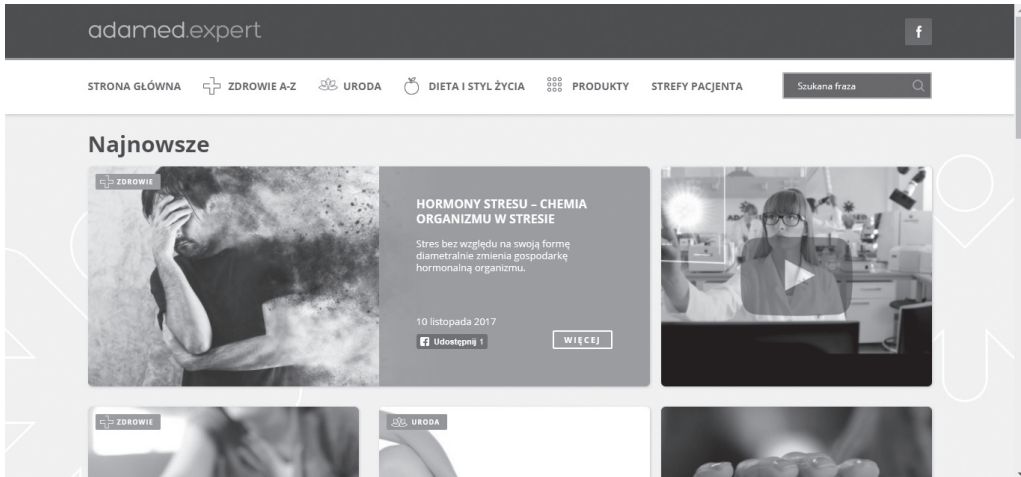 adamed.expert
f
STRONA GŁÓWNA ZDROWIE A-Z URODA DIETA I STYL ŻYCIA PRODUKTY STREFY PACJENTA Szukana fraza
Najnowsze
ZDROWIE
HORMONY STRESU – CHEMIA
ORGANIZMU W STRESIE
Stres bez względu na swoją formę
diametralnie zmienia gospodarkę
hormonalną organizmu.
10 listopada 2017
Udostępnij 1
WIĘCEJ
ZDROWIE
URODA